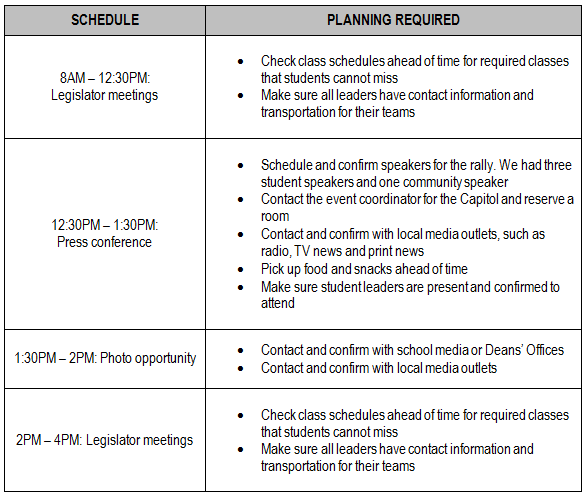 SCHEDULE
PLANNING REQUIRED
8AM – 12:30PM:
Legislator meetings
• Check class schedules ahead of time for required classes
that students cannot miss
• Make sure all leaders have contact information and
transportation for their teams
12:30PM – 1:30PM:
Press conference
• Schedule and confirm speakers for the rally. We had three
student speakers and one community speaker
• Contact the event coordinator for the Capitol and reserve a
room
• Contact and confirm with local media outlets, such as
radio, TV news and print news
• Pick up food and snacks ahead of time
• Make sure student leaders are present and confirmed to
attend
1:30PM – 2PM: Photo opportunity
• Contact and confirm with school media or Deans’ Offices
• Contact and confirm with local media outlets
2PM – 4PM: Legislator meetings
• Check class schedules ahead of time for required classes
that students cannot miss
• Make sure all leaders have contact information and
transportation for their teams